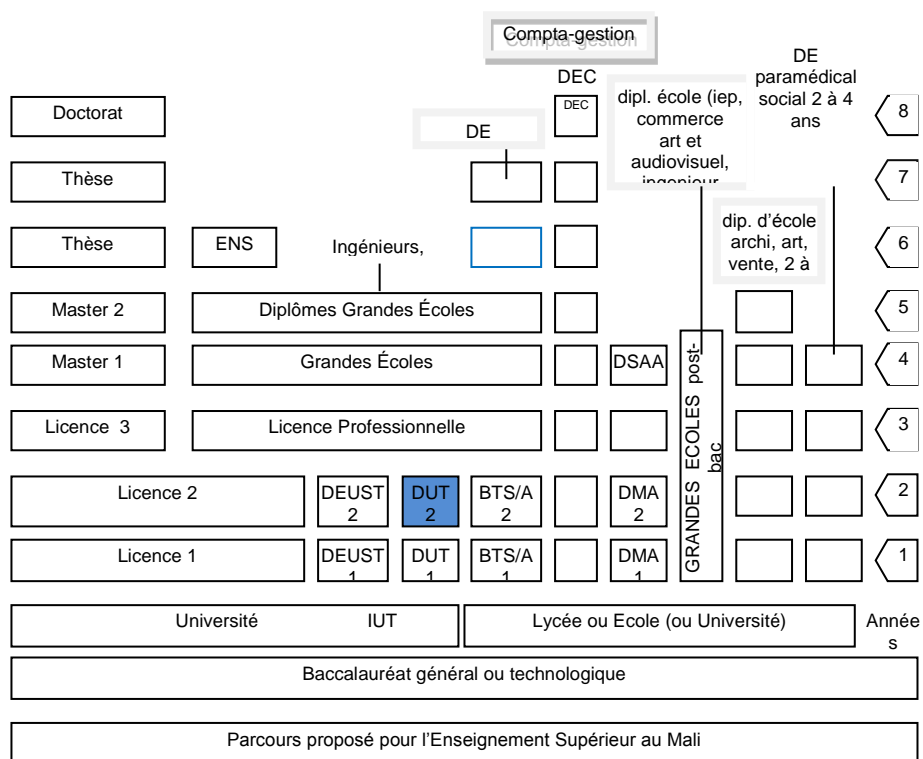 Compta-gestion
DEC
DE
paramédical
social 2 à 4
ans
Doctorat
DEC
dipl. école (iep,
commerce
art et
audiovisuel,
ingenieur
8
DE
Thèse
7
Thèse
ENS
Ingénieurs,
dip. d'école
archi, art,
vente, 2 à
6
Master 2
Diplômes Grandes Écoles
5
Master 1
Grandes Écoles
DSAA
GRANDES ECOLES post-
bac
4
Licence 3
Licence Professionnelle
3
Licence 2
DEUST
2
DUT
2
BTS/A
2
DMA
2
2
Licence 1
DEUST
1
DUT
1
BTS/A
1
DMA
1
1
Université IUT
Lycée ou Ecole (ou Université)
Année
s
Baccalauréat général ou technologique
Parcours proposé pour l'Enseignement Supérieur au Mali